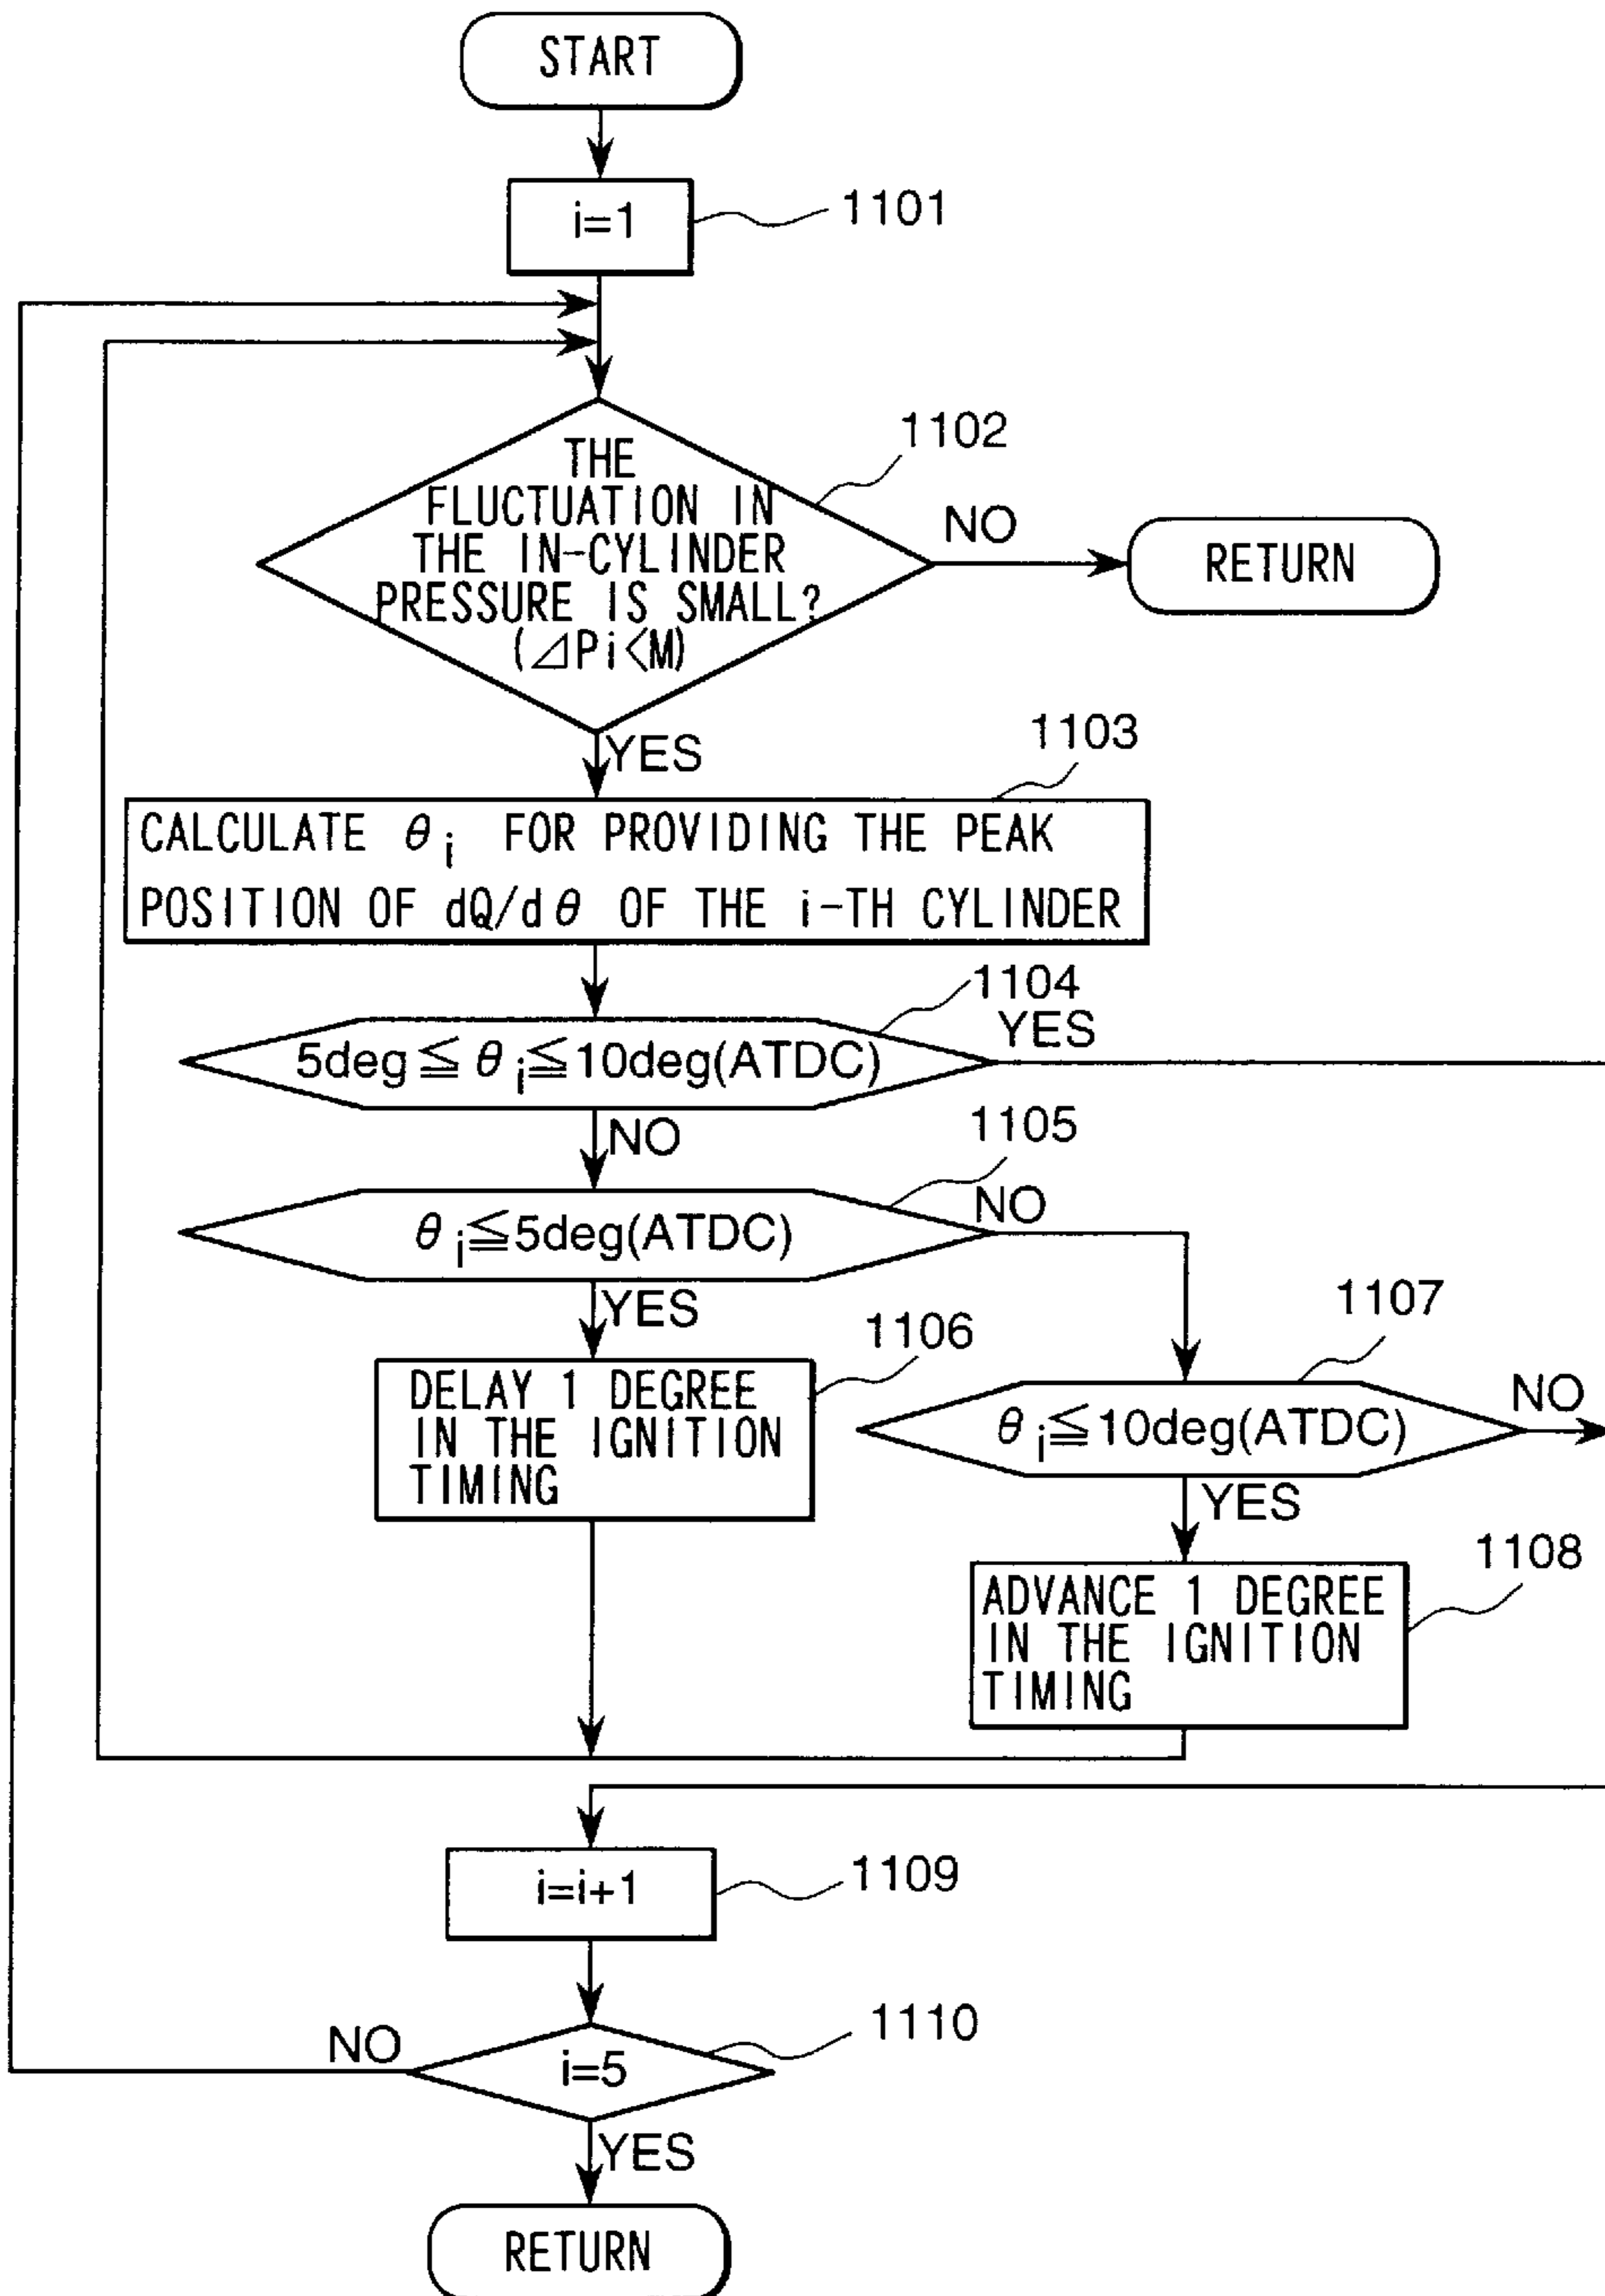 START
i=1
1101
1102
THE
FLUCTUATION IN
THE IN-CYLINDER
PRESSURE IS SMALL?
(⊿Pi<M)
NO
RETURN
YES
1103
CALCULATE θi FOR PROVIDING THE PEAK
POSITION OF dQ/dθ OF THE i-TH CYLINDER
1104
YES
5deg≦θi≦10deg(ATDC)
NO
1105
NO
θi≦5deg(ATDC)
YES
1106
1107
DELAY 1 DEGREE
IN THE IGNITION
TIMING
NO
θi≦10deg(ATDC)
YES
1108
ADVANCE 1 DEGREE
IN THE IGNITION
TIMING
i=i+1
1109
1110
NO
i=5
YES
RETURN